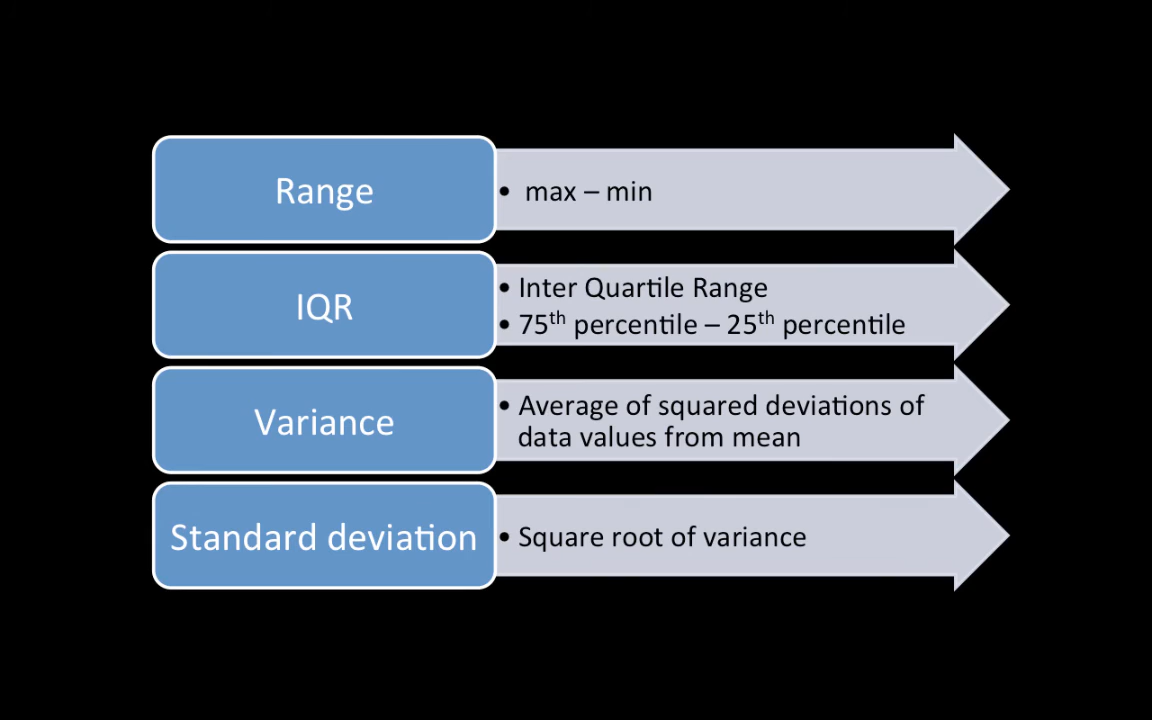 Range
• max – min
IQR
• Inter Quartile Range
• 75th percentile – 25th percentile
Variance
• Average of squared deviations of
data values from mean
Standard deviation
• Square root of variance